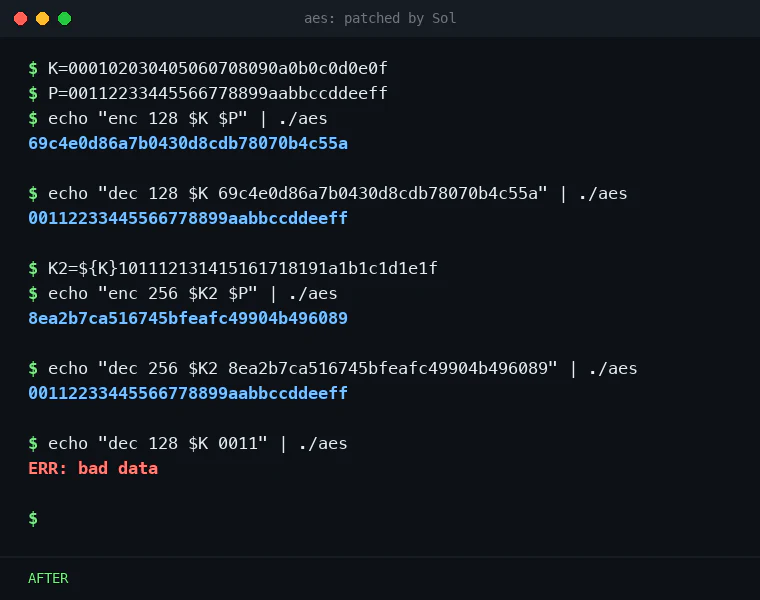 aes: patched by Sol
$ K=000102030405060708090a0b0c0d0e0f
$ P=00112233445566778899aabbccddeeff
$ echo "enc 128 $K $P" | ./aes
69c4e0d86a7b0430d8cdb78070b4c55a
$ echo "dec 128 $K 69c4e0d86a7b0430d8cdb78070b4c55a" | ./aes
00112233445566778899aabbccddeeff
$ K2=${K}101112131415161718191a1b1c1d1e1f
$ echo "enc 256 $K2 $P" | ./aes
8ea2b7ca516745bfeafc49904b496089
$ echo "dec 256 $K2 8ea2b7ca516745bfeafc49904b496089" | ./aes
00112233445566778899aabbccddeeff
$ echo "dec 128 $K 0011" | ./aes
ERR: bad data
$
AFTER